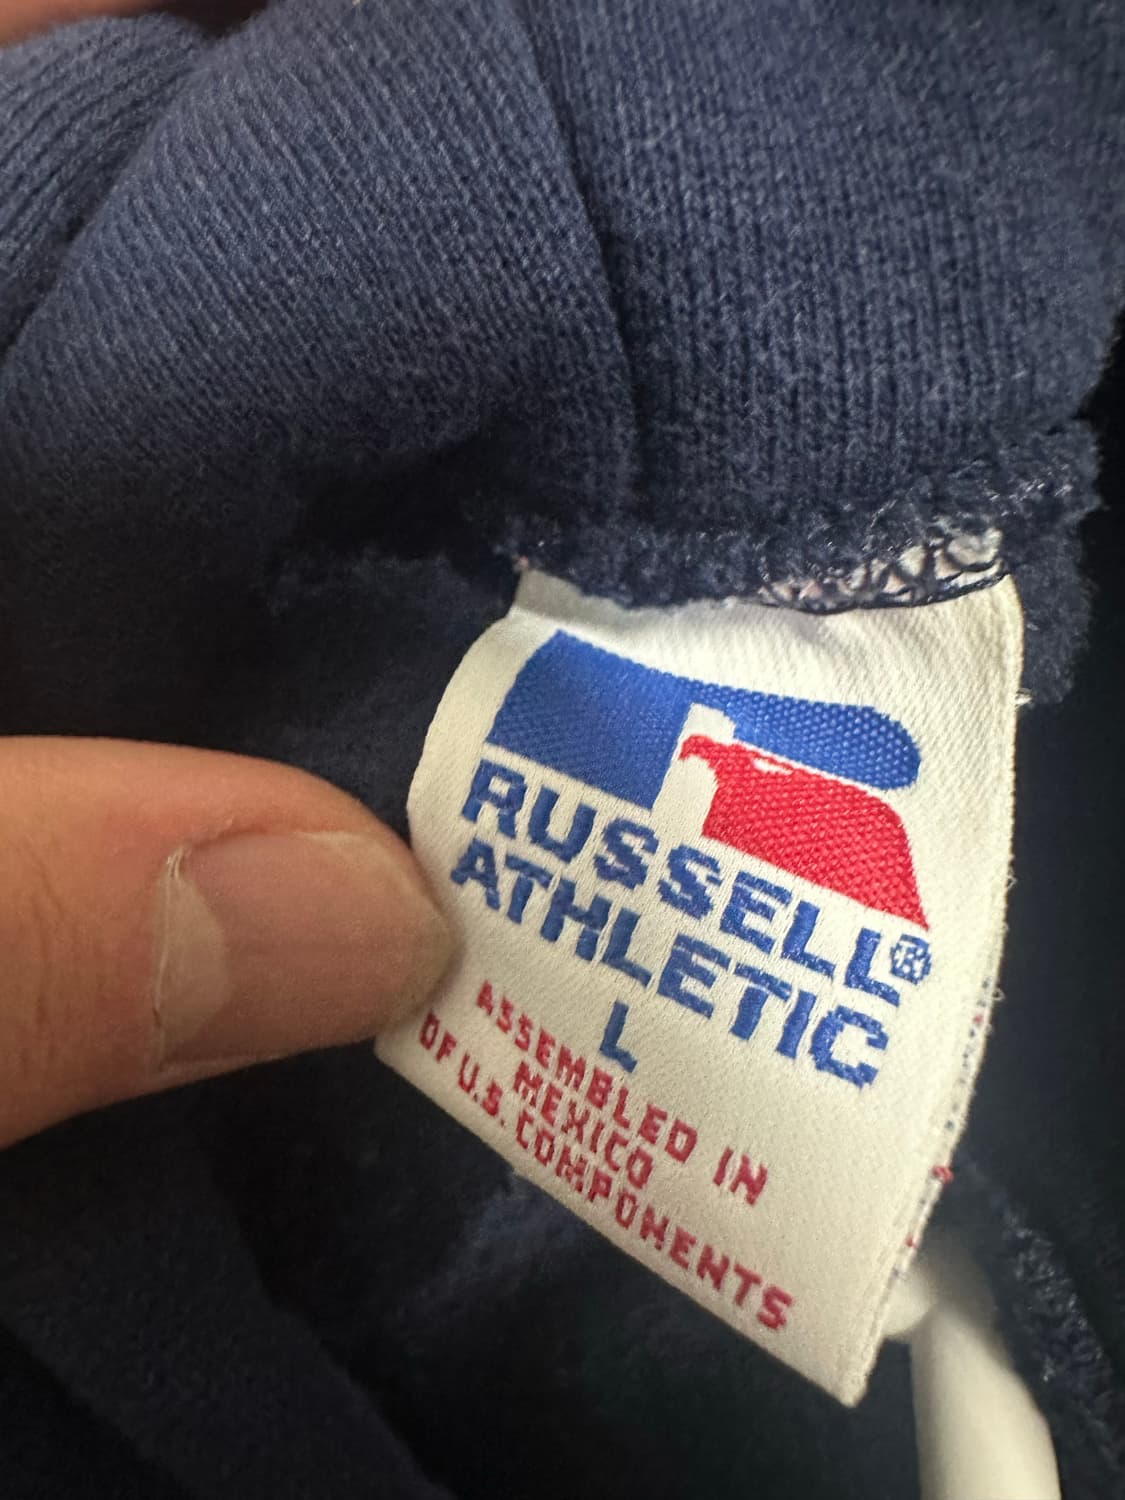 RUSSELL®
ATHLETIC
L
ASSEMBLED IN
MEXICO
OF U.S. COMPONENTS